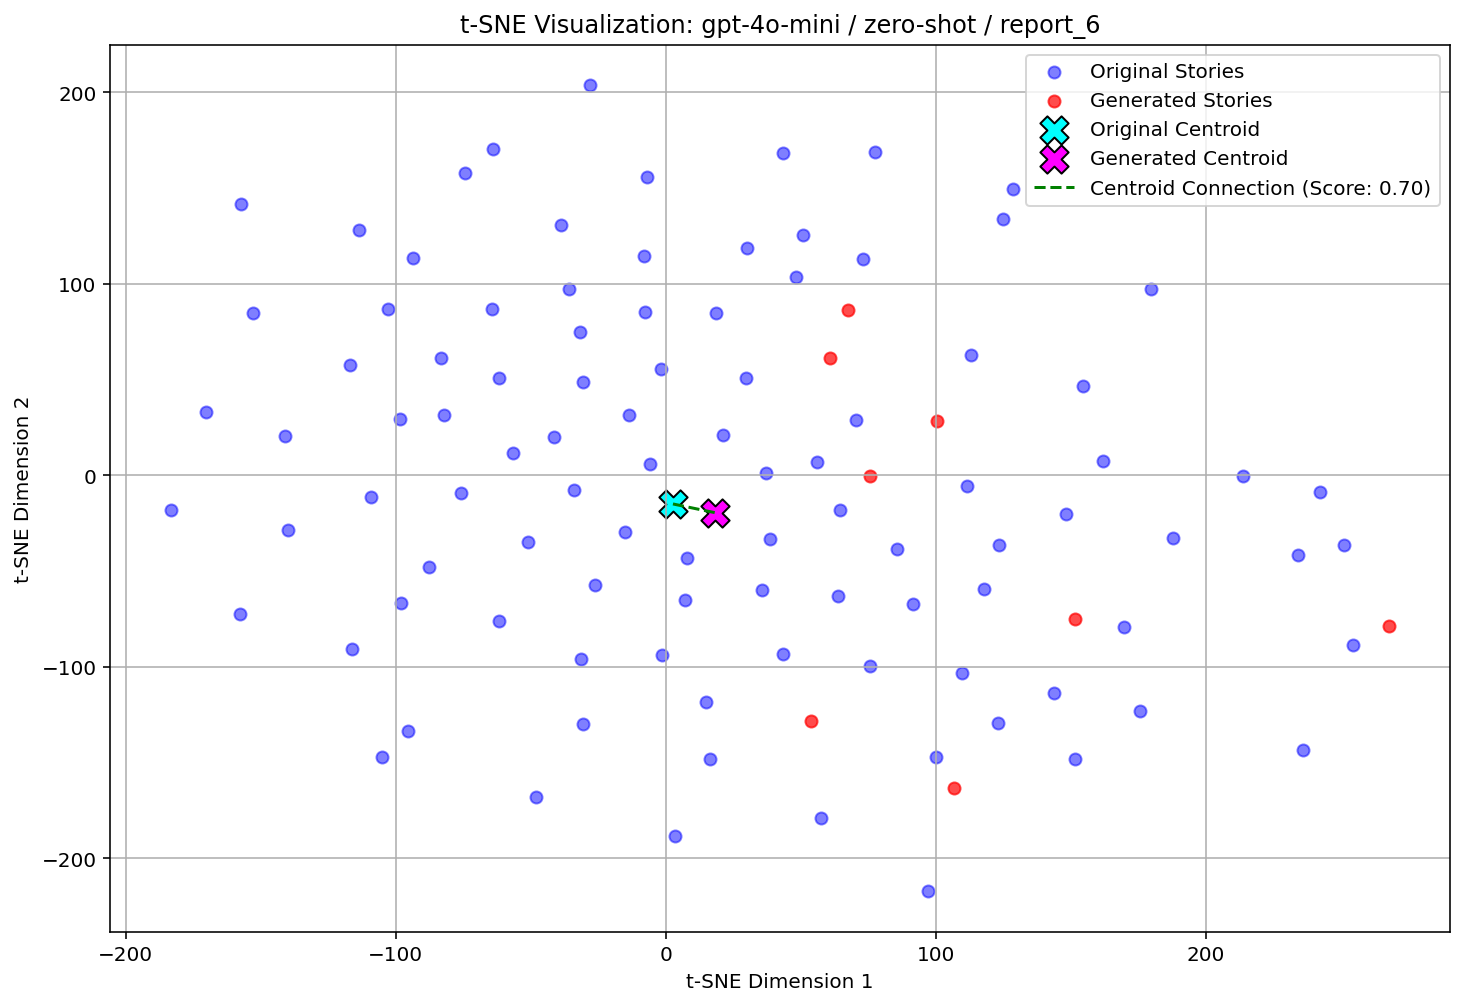 t-SNE Visualization: gpt-4o-mini / zero-shot / report_6
Original Stories
Generated Stories
Original Centroid
Generated Centroid
Centroid Connection (Score: 0.70)
t-SNE Dimension 2
200
100
0
−100
−200
−200
−100
0
100
200
t-SNE Dimension 1